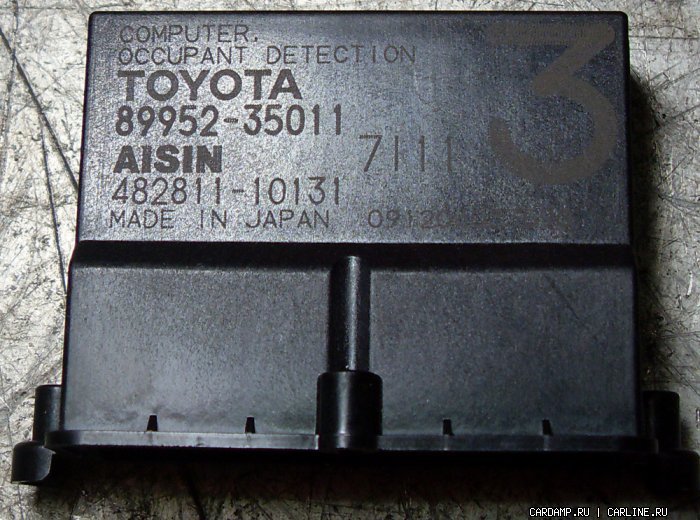 COMPUTER,
OCCUPANT DETECTION
TOYOTA
89952-35011
AISIN 7111
482811-10131
MADE IN JAPAN
3
CARDAMP.RU | CARLINE.RU